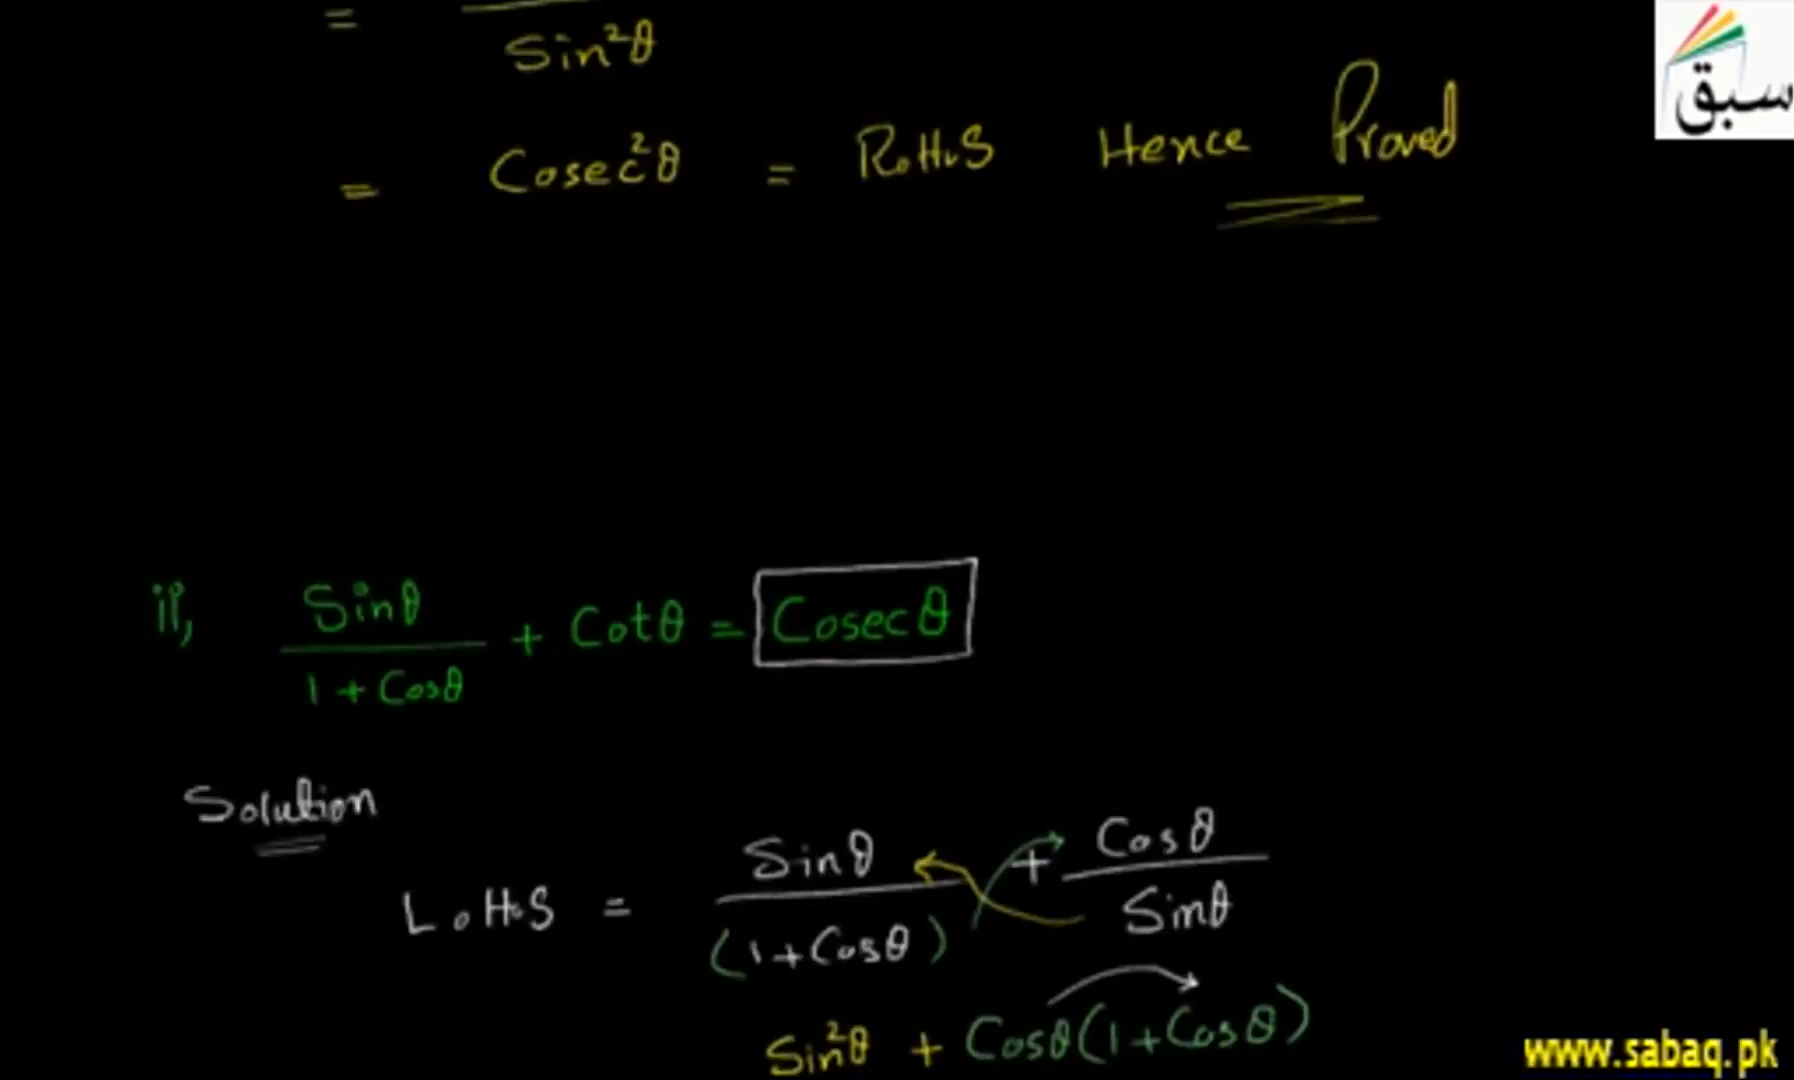 =
Sin²θ
سبق
= Cosec²θ = R.H.S Hence Proved
ii, Sinθ / 1 + Cosθ + Cotθ = Cosecθ
Solution
L.H.S = Sinθ / (1+Cosθ) + Cosθ / Sinθ
Sin²θ + Cosθ(1+Cosθ)
www.sabaq.pk